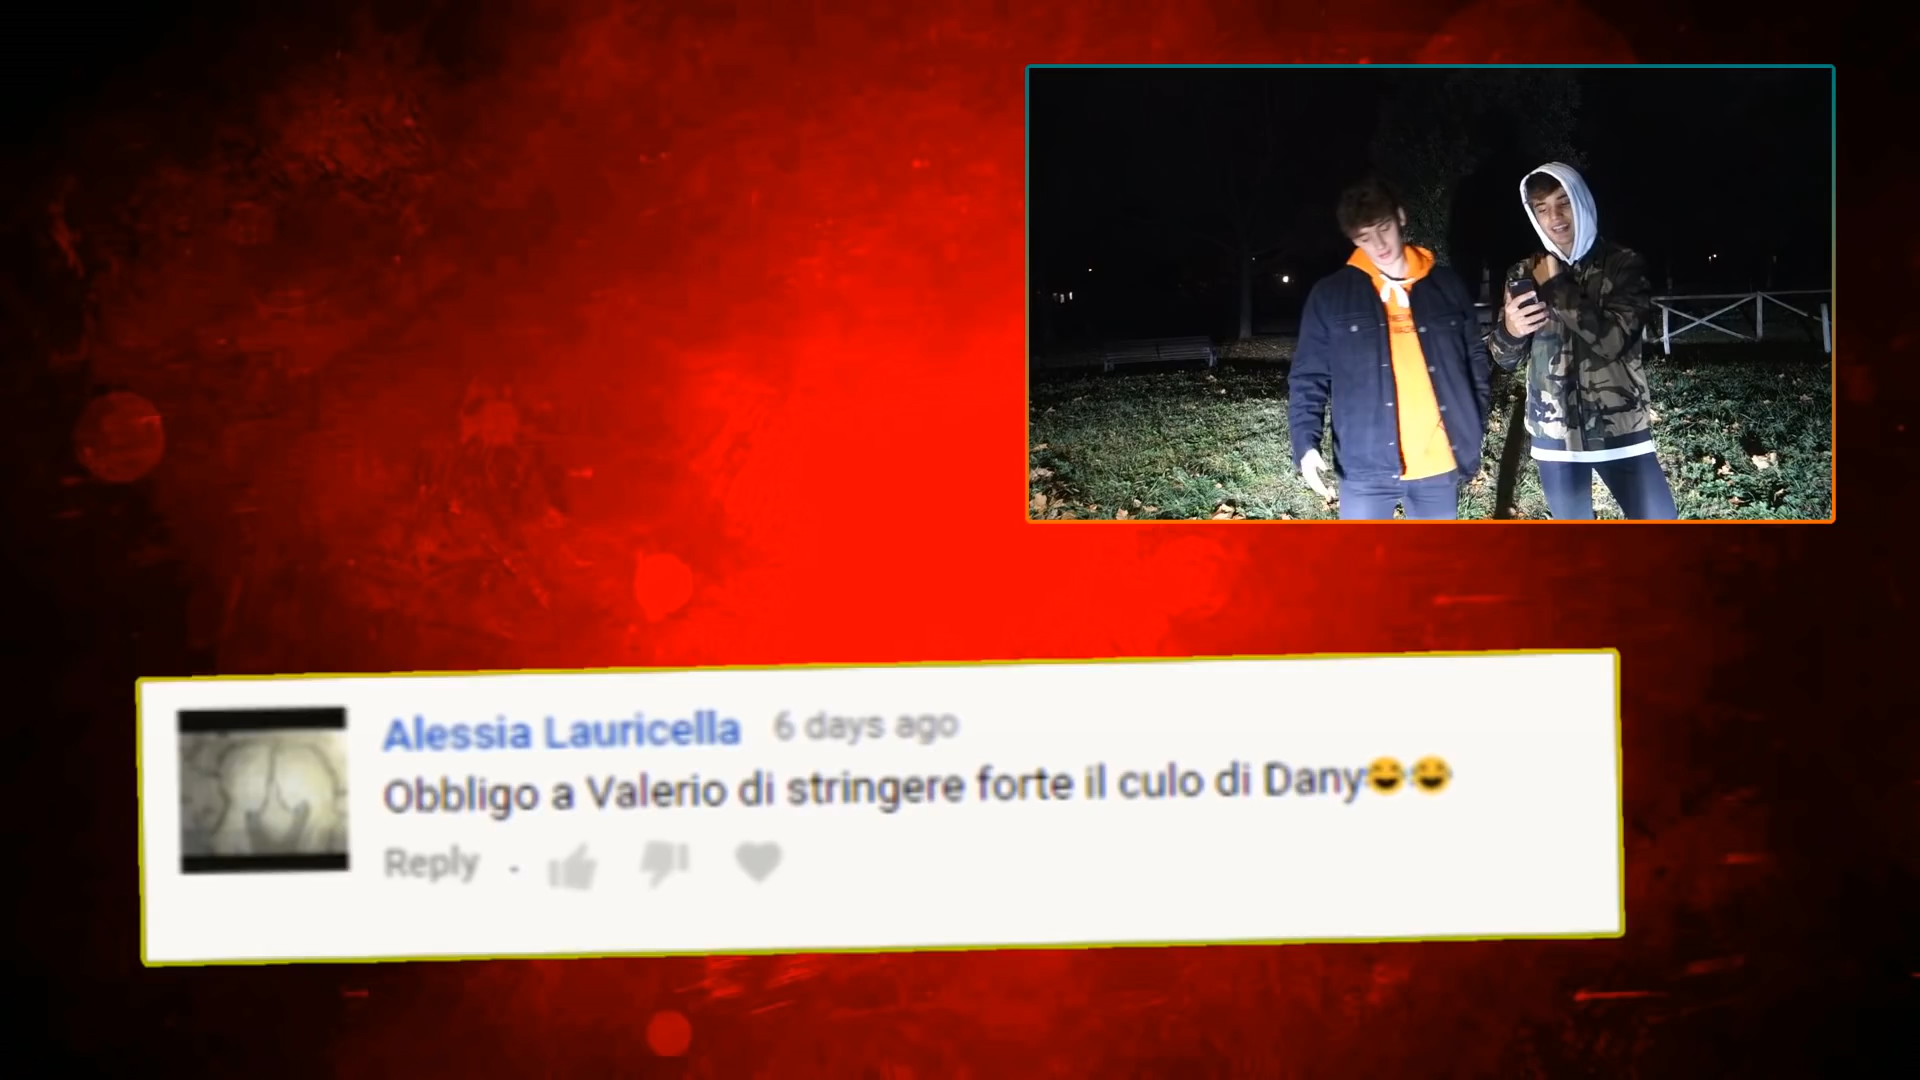 Alessia Lauricella 6 days ago
Obbligo a Valerio di stringere forte il culo di Dany😂😂
Reply